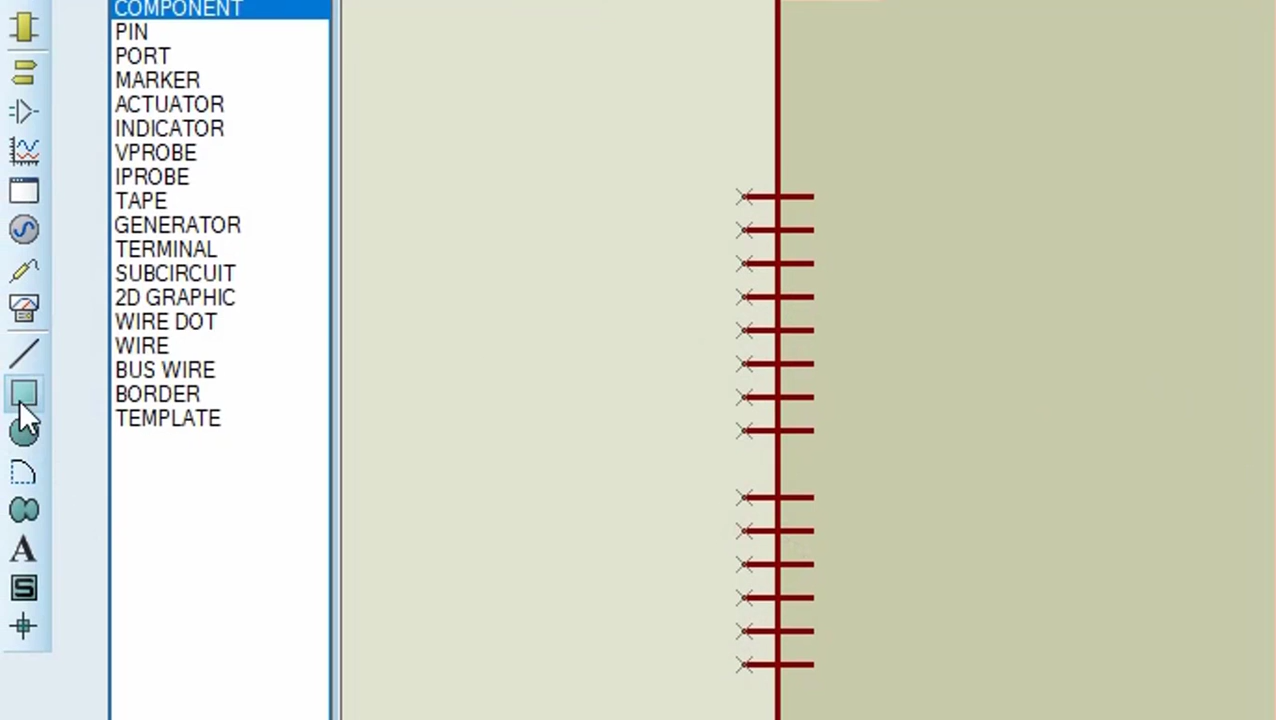 COMPONENT
PIN
PORT
MARKER
ACTUATOR
INDICATOR
VPROBE
IPROBE
TAPE
GENERATOR
TERMINAL
SUBCIRCUIT
2D GRAPHIC
WIRE DOT
WIRE
BUS WIRE
BORDER
TEMPLATE
A
S